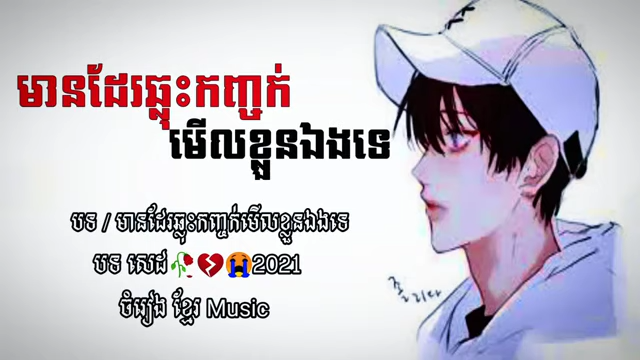 មានដែរឆ្លុះកញ្ចក់
មើលខ្លួនឯងទេ
បទ / មានដែរឆ្លុះកញ្ចក់មើលខ្លួនឯងទេ
បទ សេដ🥀💔😭2021
ចំរៀង ខ្មែរ Music